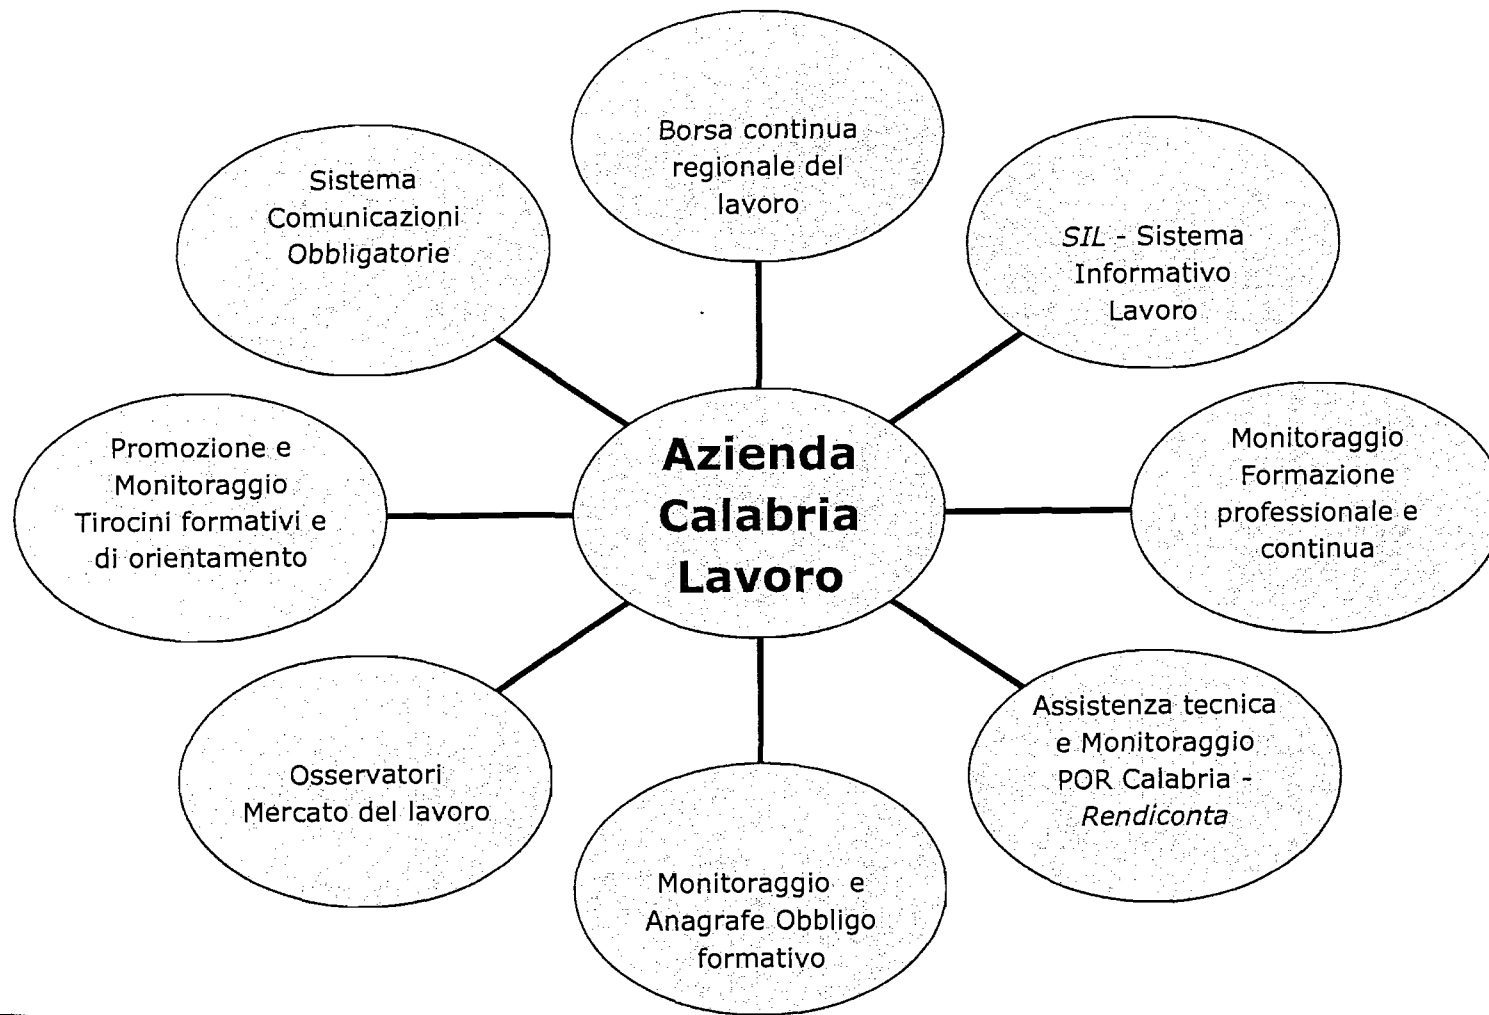 Borsa continua
regionale del
lavoro
Sistema
Comunicazioni
Obbligatorie
SIL - Sistema
Informativo
Lavoro
Promozione e
Monitoraggio
Tirocini formativi e
di orientamento
Azienda
Calabria
Lavoro
Monitoraggio
Formazione
professionale e
continua
Osservatori
Mercato del lavoro
Assistenza tecnica
e Monitoraggio
POR Calabria -
Rendiconta
Monitoraggio e
Anagrafe Obbligo
formativo